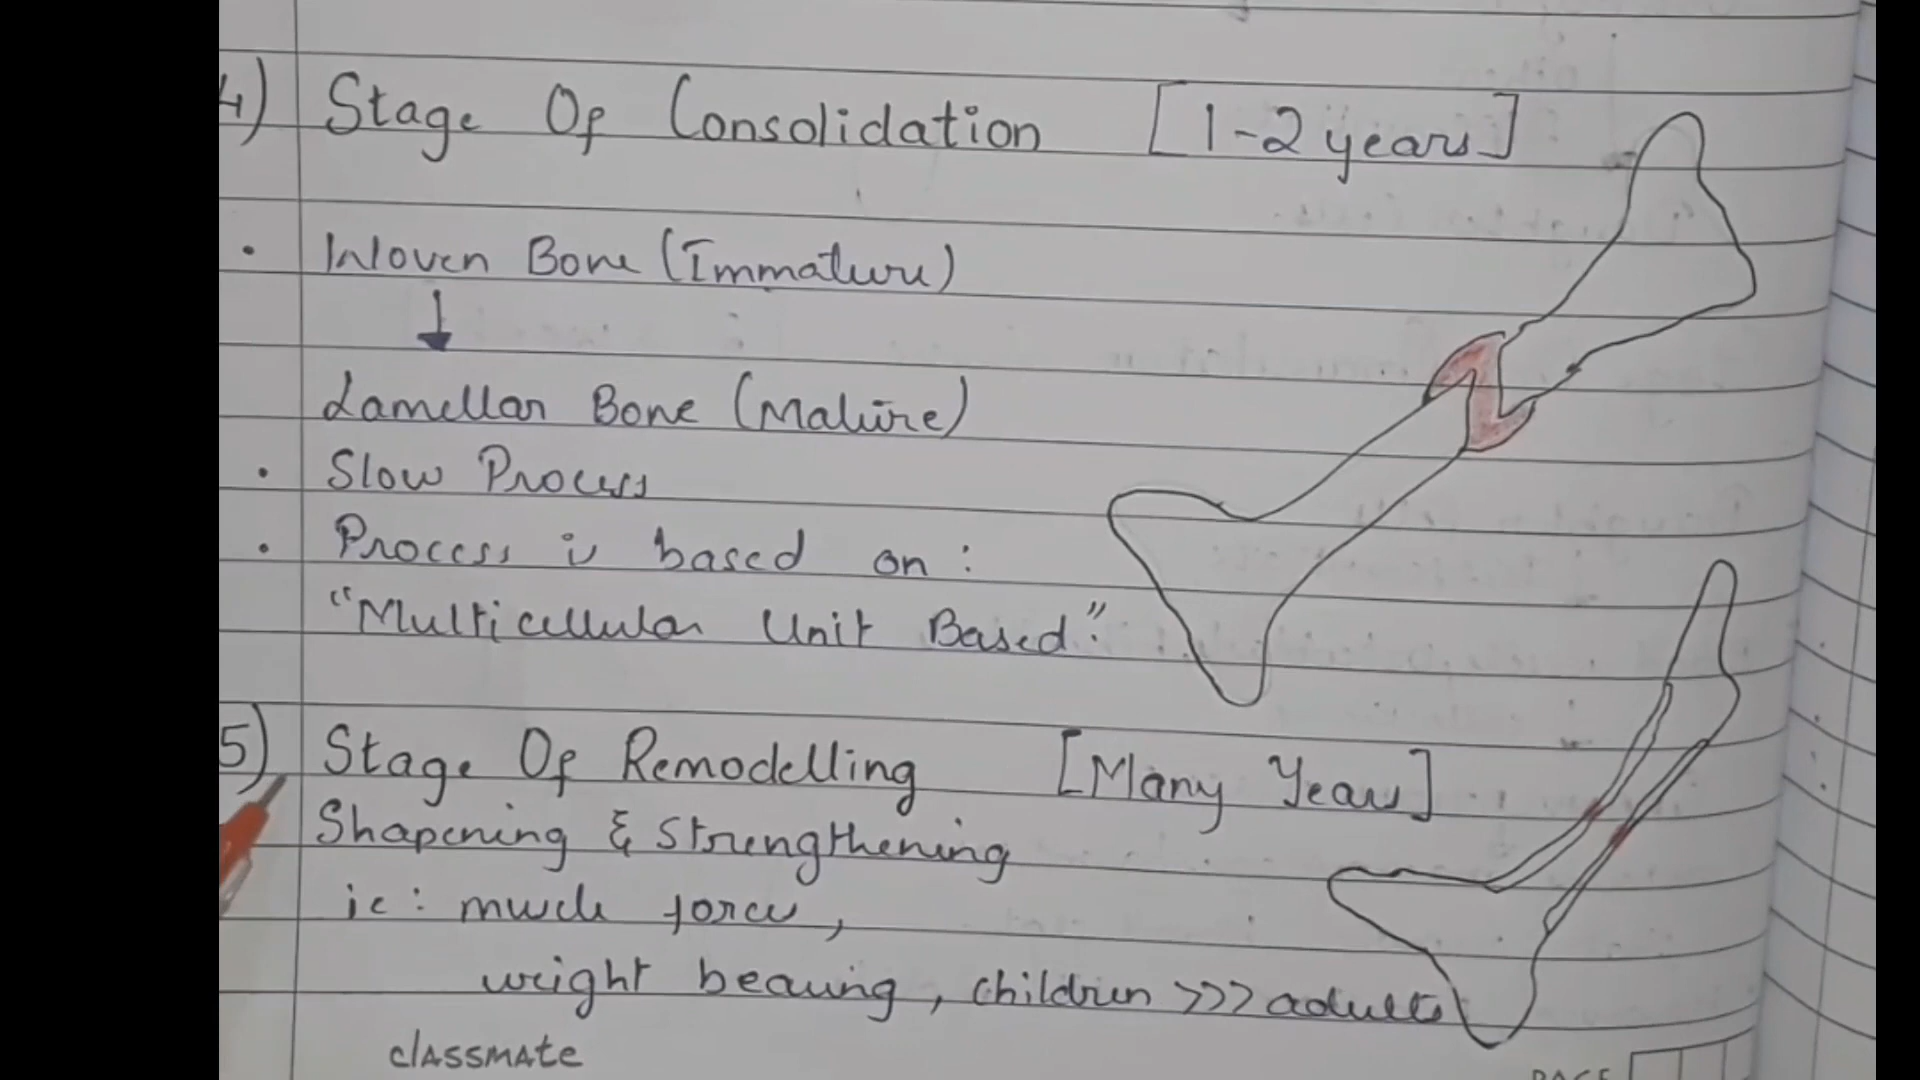 4) Stage Of Consolidation [1-2 years]
• Woven Bone (Immature)
↓
Lamellar Bone (Mature)
• Slow Process
• Process is based on:
"Multicellular Unit Based".
5) Stage Of Remodelling [Many Years]
Shapening & Strengthening
ie: muscle force,
weight bearing, children >>> adults
classmate
PAGE